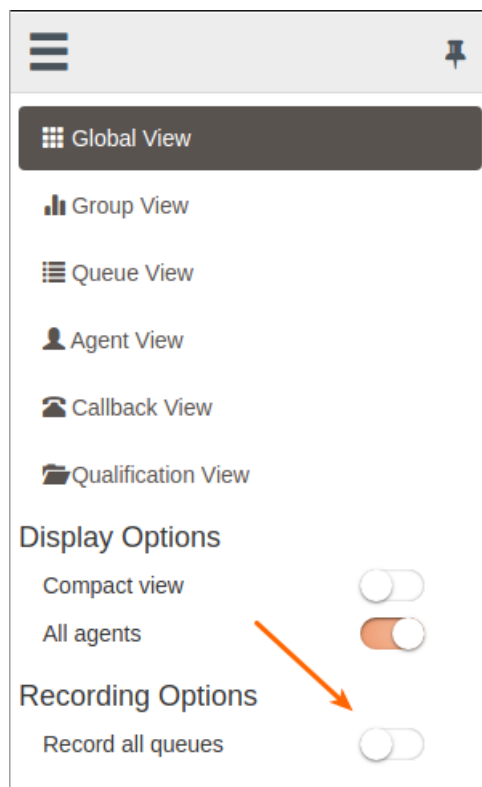 Global View
Group View
Queue View
Agent View
Callback View
Qualification View
Display Options
Compact view
All agents
Recording Options
Record all queues